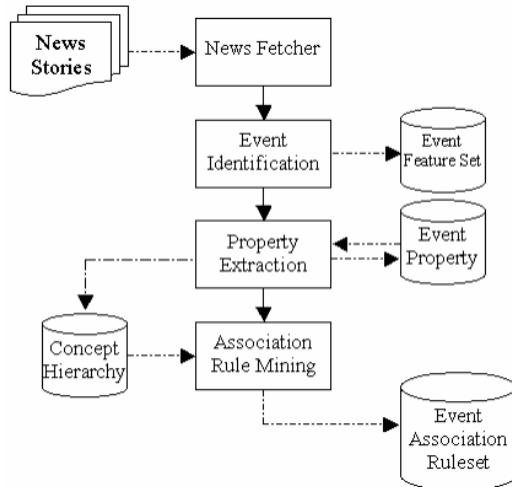 News
Stories
News Fetcher
Event
Identification
Event
Feature Set
Property
Extraction
Event
Property
Concept
Hierarchy
Association
Rule Mining
Event
Association
Ruleset